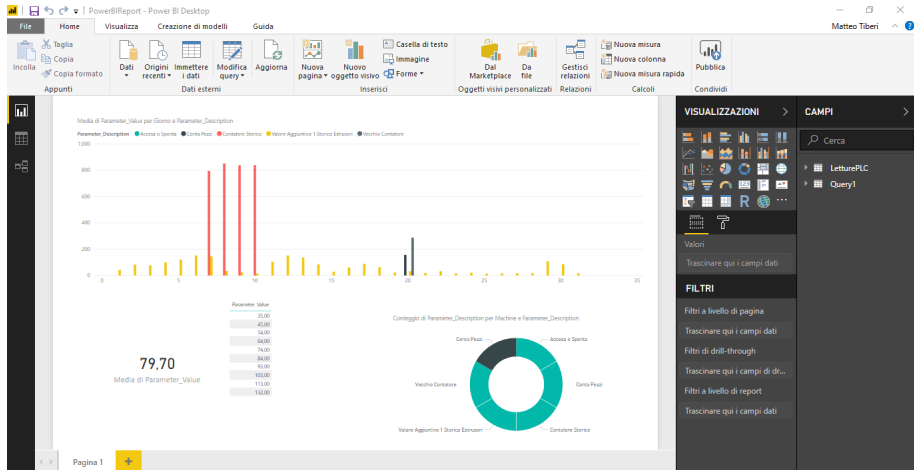 PowerBIReport - Power BI Desktop
File Home Visualizza Creazione di modelli Guida Matteo Tiberi
Incolla
Taglia
Copia
Copia formato
Appunti
Dati
Origini recenti
Immettere i dati
Modifica query
Aggiorna
Dati esterni
Nuova pagina
Nuovo oggetto visivo
Casella di testo
Immagine
Forme
Inserisci
Dal Marketplace
Da file
Oggetti visivi personalizzati
Gestisci relazioni
Relazioni
Nuova misura
Nuova colonna
Nuova misura rapida
Calcoli
Pubblica
Condividi
Media di Parameter_Value per Giorno e Parameter_Description
Parameter_Description Acceso o Spento Conta Pezzi Contatore Storico Valore Aggiuntivo 1 Storico Estrusori Vecchio Contatore
1.000
800
600
400
200
0
0 5 10 15 20 25 30 35
Parameter_Value
35,00
45,00
54,00
64,00
74,00
84,00
93,00
103,00
113,00
132,00
79,70
Media di Parameter_Value
Conteggio di Parameter_Description per Machine e Parameter_Description
Conta Pezzi
Acceso o Spento
Vecchio Contatore
Conta Pezzi
Valore Aggiuntivo 1 Storico Estrusori
Contatore Storico
VISUALIZZAZIONI
R
Valori
Trascinare qui i campi dati
FILTRI
Filtri a livello di pagina
Trascinare qui i campi dati
Filtri di drill-through
Trascinare qui i campi di dr...
Filtri a livello di report
Trascinare qui i campi dati
CAMPI
Cerca
LetturePLC
Query1
Pagina 1